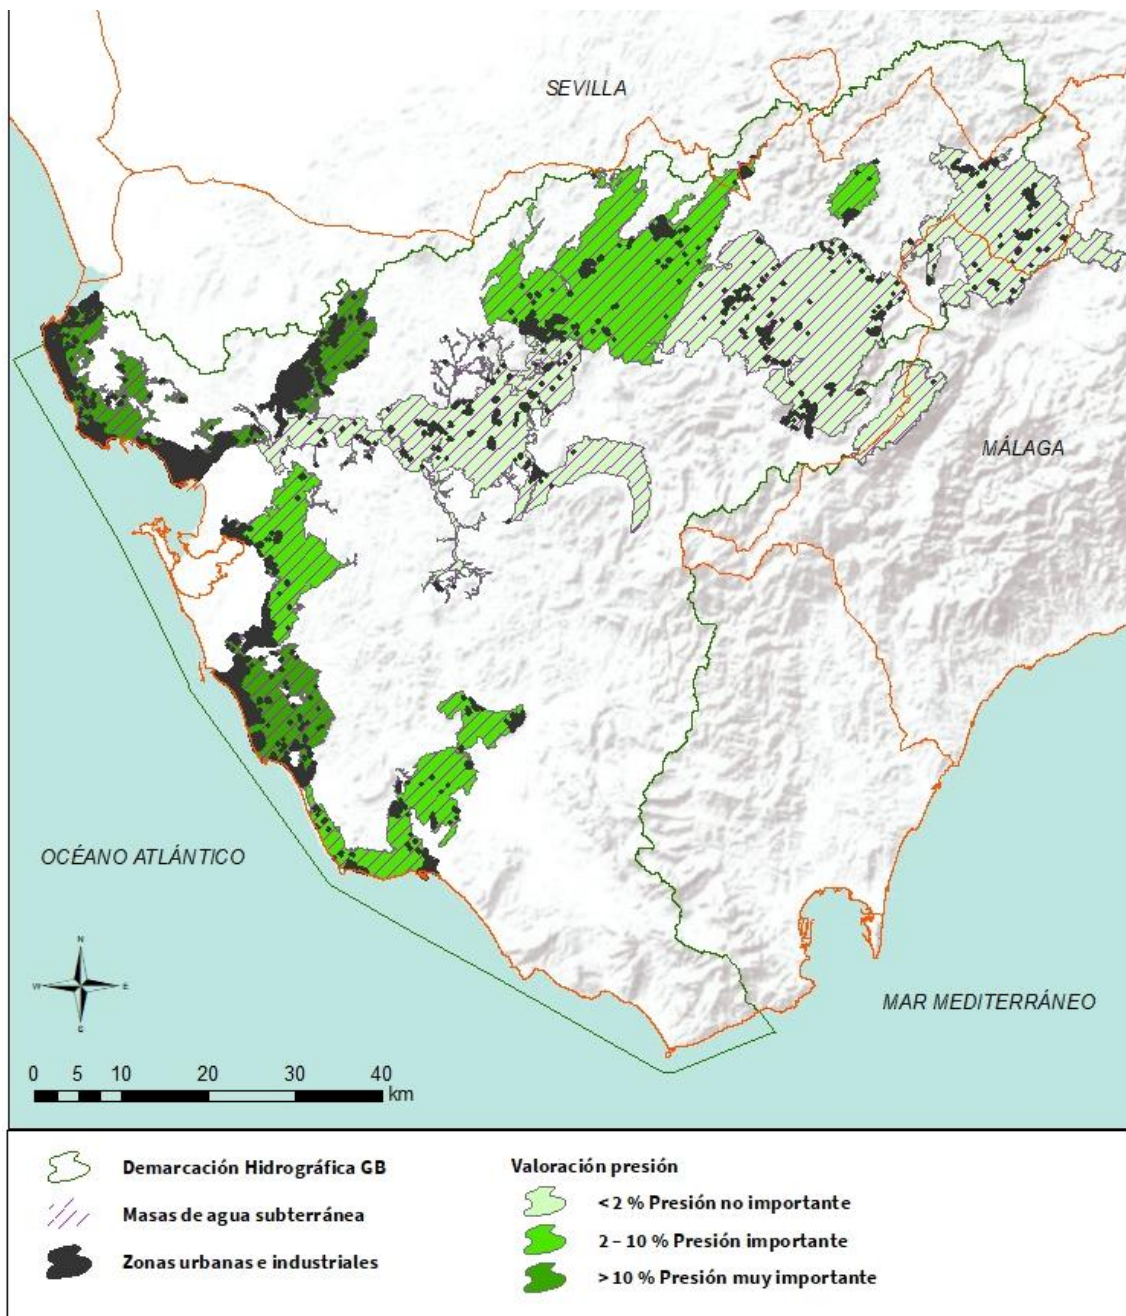 SEVILLA
MÁLAGA
OCÉANO ATLÁNTICO
MAR MEDITERRÁNEO
N
W E
S
0 5 10 20 30 40
km
Demarcación Hidrográfica GB
Masas de agua subterránea
Zonas urbanas e industriales
Valoración presión
< 2 % Presión no importante
2 – 10 % Presión importante
> 10 % Presión muy importante